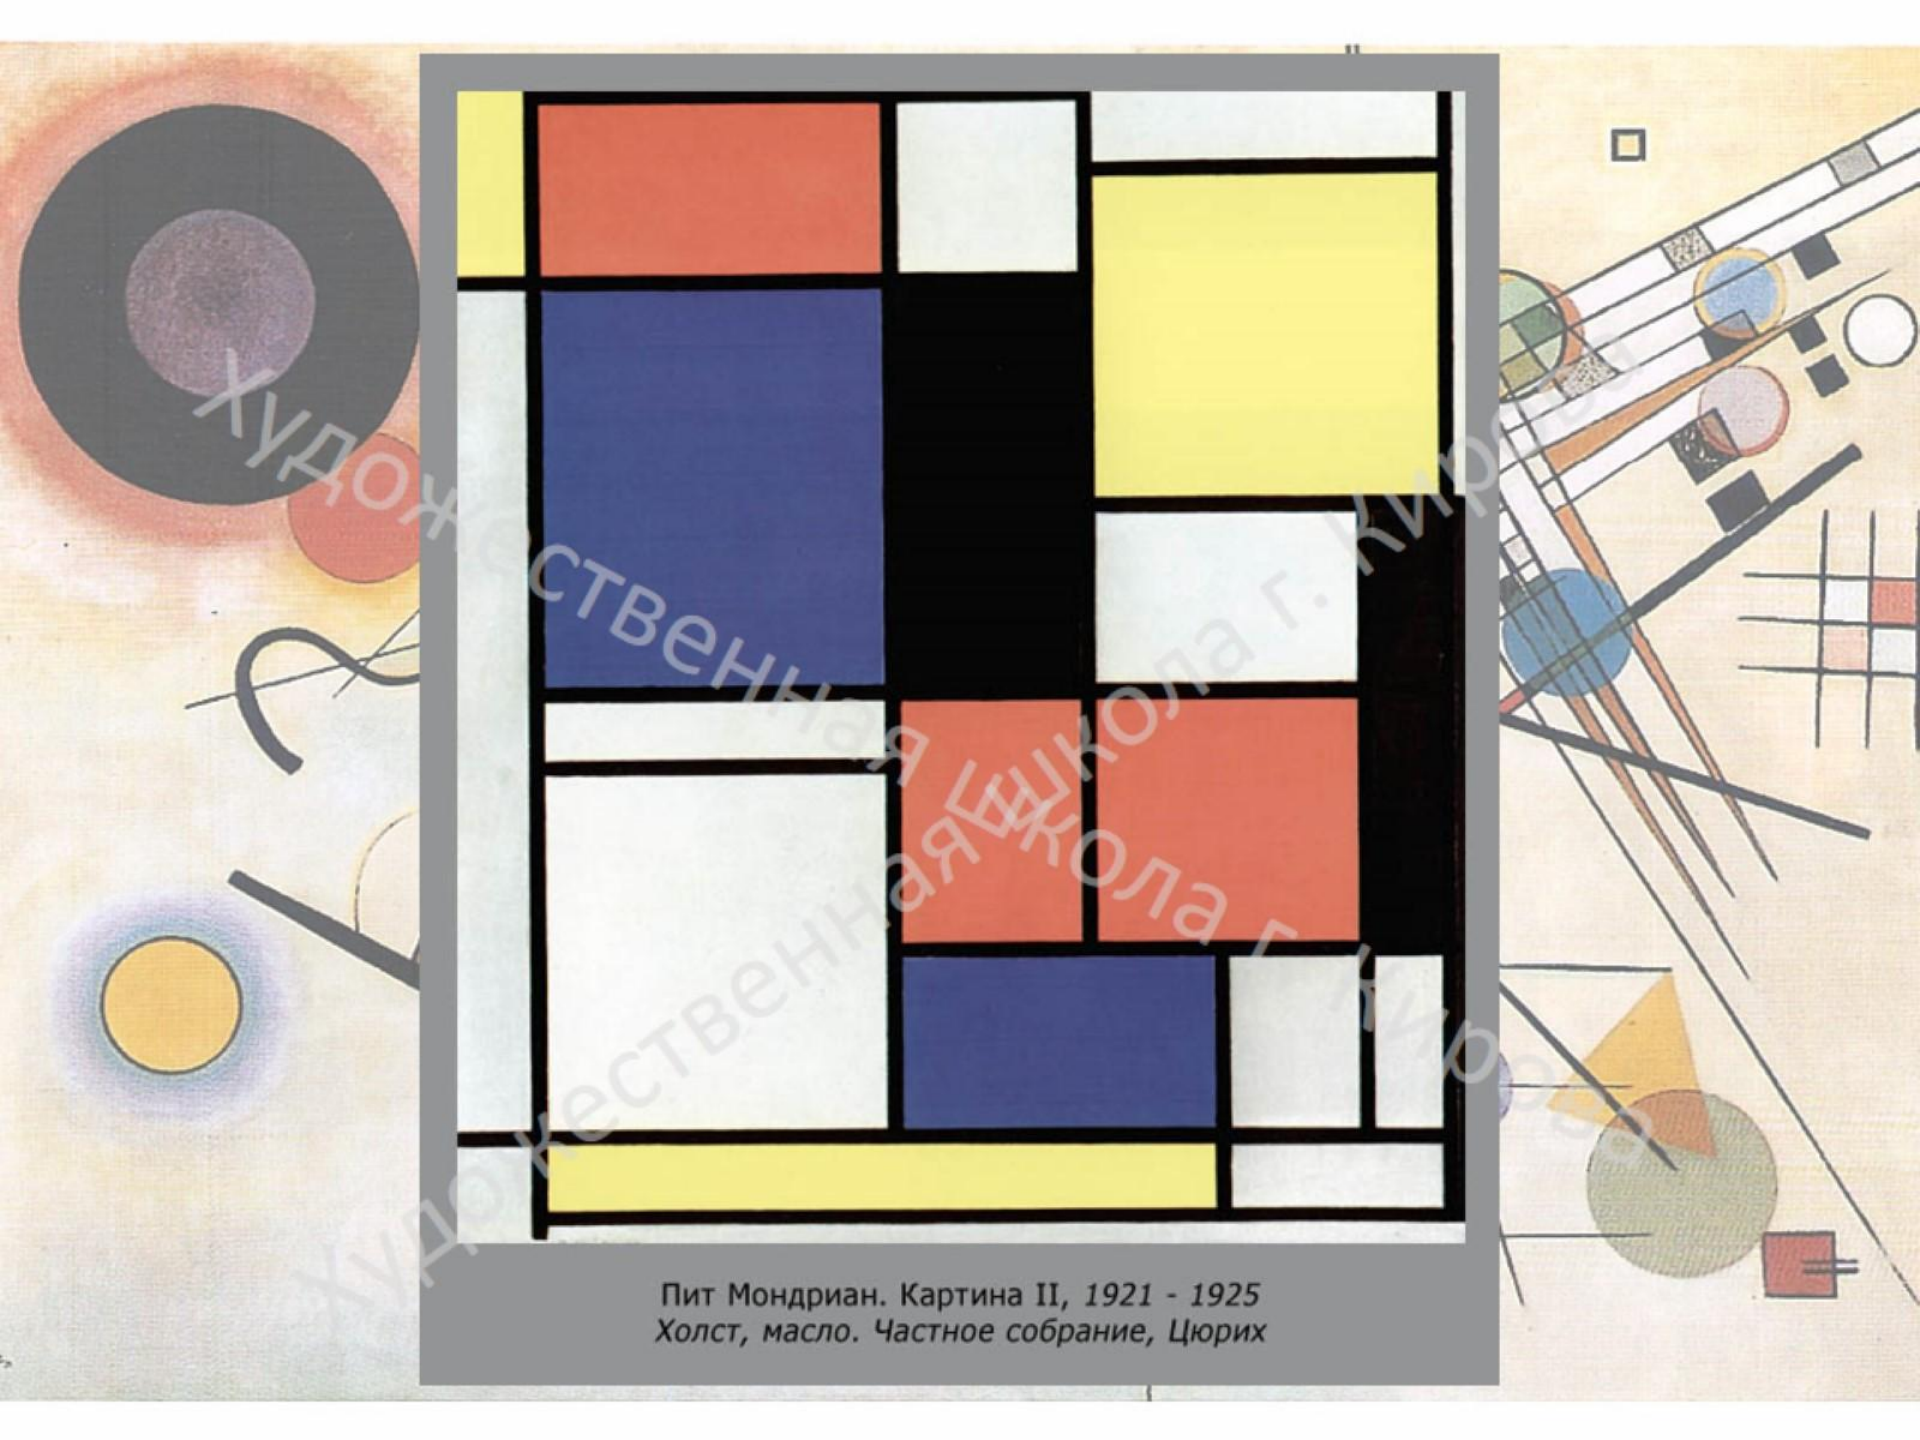 Художественная школа г. Кирова
Художественная школа г. Кирова
Пит Мондриан. Картина II, 1921 - 1925
Холст, масло. Частное собрание, Цюрих